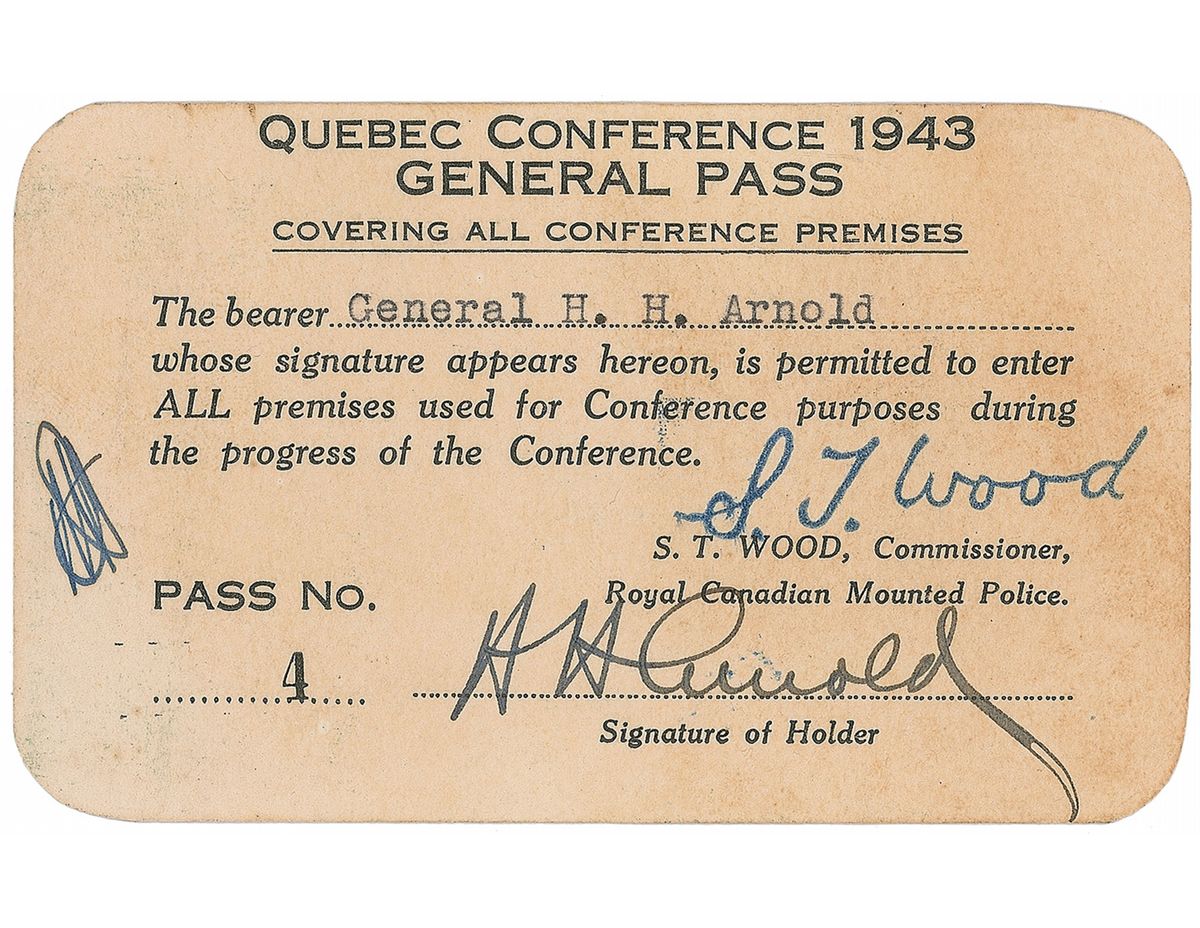 QUEBEC CONFERENCE 1943
GENERAL PASS
COVERING ALL CONFERENCE PREMISES
The bearer General H. H. Arnold
whose signature appears hereon, is permitted to enter
ALL premises used for Conference purposes during
the progress of the Conference.
S. T. Wood
S. T. WOOD, Commissioner,
Royal Canadian Mounted Police.
PASS No.
4
H H Arnold
Signature of Holder